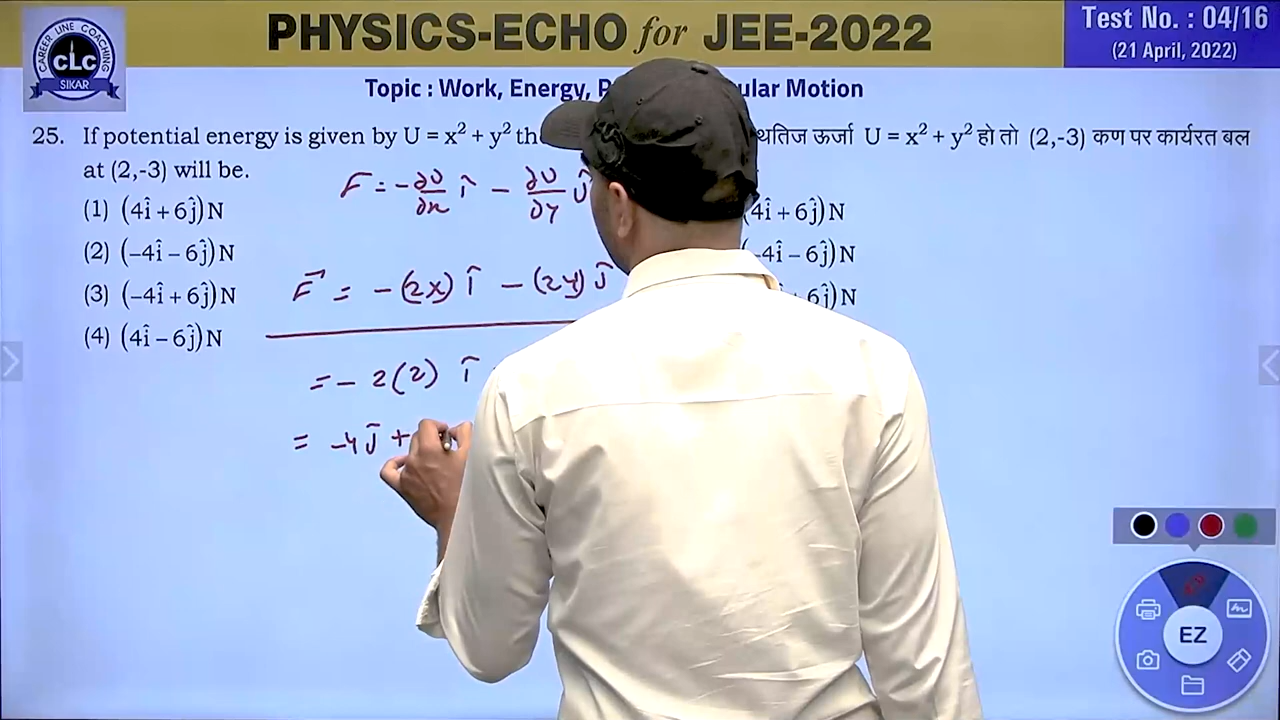 PHYSICS-ECHO for JEE-2022
Test No. : 04/16
(21 April, 2022)
CAREER LINE COACHING
CLC
SIKAR
Topic : Work, Energy, ular Motion
25. If potential energy is given by U = x² + y² th
at (2,-3) will be.
(1) (4î + 6ĵ) N
(2) (−4î − 6ĵ) N
(3) (−4î + 6ĵ) N
(4) (4î − 6ĵ) N
थतिज ऊर्जा U = x² + y² हो तो (2,-3) कण पर कार्यरत बल
4î + 6ĵ) N
-4î − 6ĵ) N
+ 6ĵ) N
F = -∂U/∂x î − ∂U/∂y ĵ
F⃗ = -(2x) î − (2y) ĵ
= - 2(2) î
= -4ĵ +
EZ